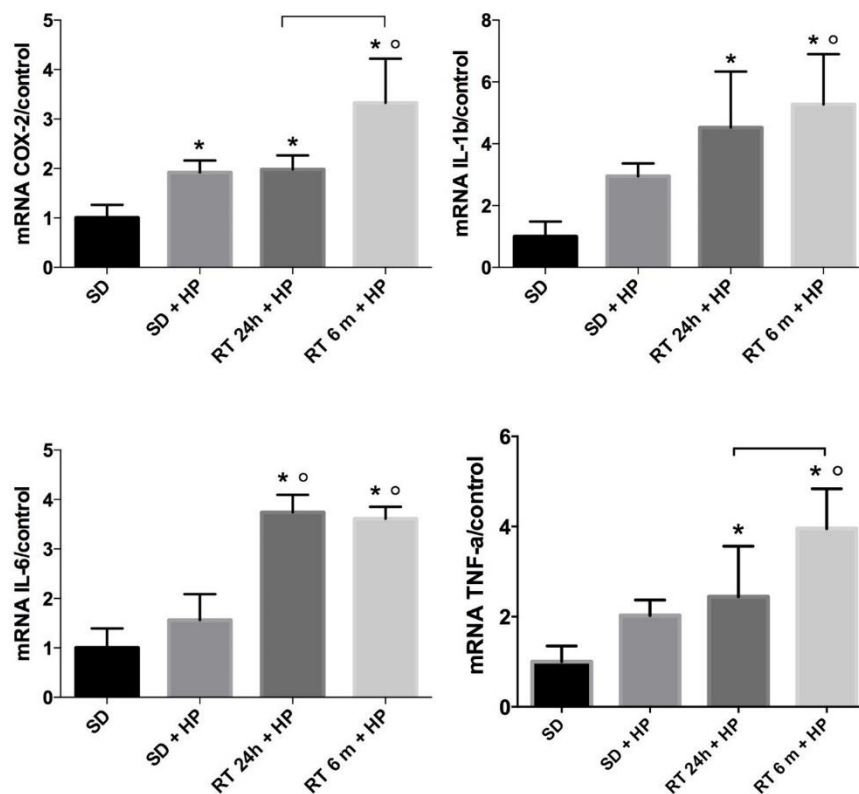 mRNA COX-2/control
5
4
3
2
1
0
*
*
* °
SD
SD + HP
RT 24h + HP
RT 6 m + HP
mRNA IL-1b/control
8
6
4
2
0
*
* °
SD
SD + HP
RT 24h + HP
RT 6 m + HP
mRNA IL-6/control
5
4
3
2
1
0
* °
* °
SD
SD + HP
RT 24h + HP
RT 6 m + HP
mRNA TNF-a/control
6
4
2
0
*
* °
SD
SD + HP
RT 24h + HP
RT 6 m + HP